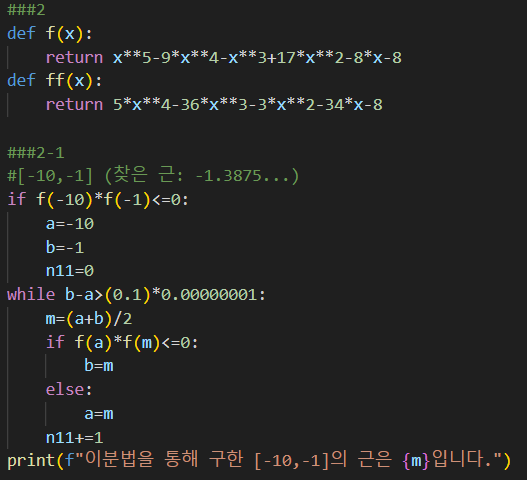 ###2
def f(x):
    return x**5-9*x**4-x**3+17*x**2-8*x-8
def ff(x):
    return 5*x**4-36*x**3-3*x**2-34*x-8

###2-1
#[-10,-1] (찾은 근: -1.3875...)
if f(-10)*f(-1)<=0:
    a=-10
    b=-1
    n11=0
while b-a>(0.1)*0.00000001:
    m=(a+b)/2
    if f(a)*f(m)<=0:
        b=m
    else:
        a=m
    n11+=1
print(f"이분법을 통해 구한 [-10,-1]의 근은 {m}입니다.")